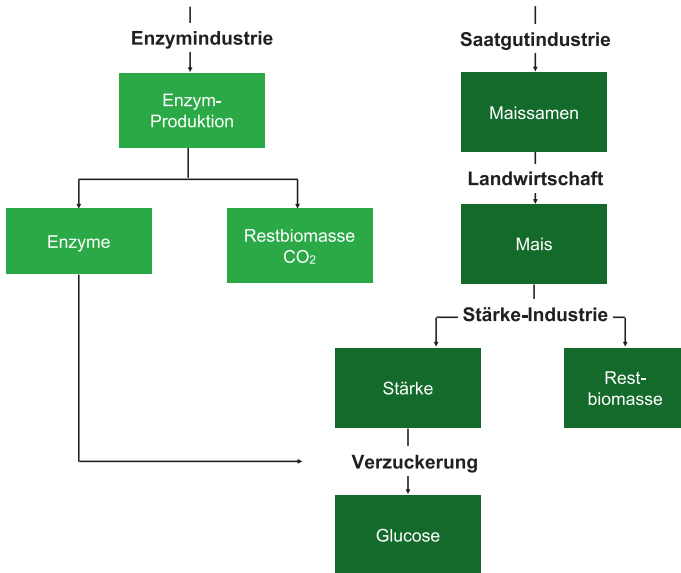 Enzymindustrie
Saatgutindustrie
Enzym-
Produktion
Maissamen
Landwirtschaft
Enzyme
Restbiomasse
CO₂
Mais
Stärke-Industrie
Stärke
Rest-
biomasse
Verzuckerung
Glucose